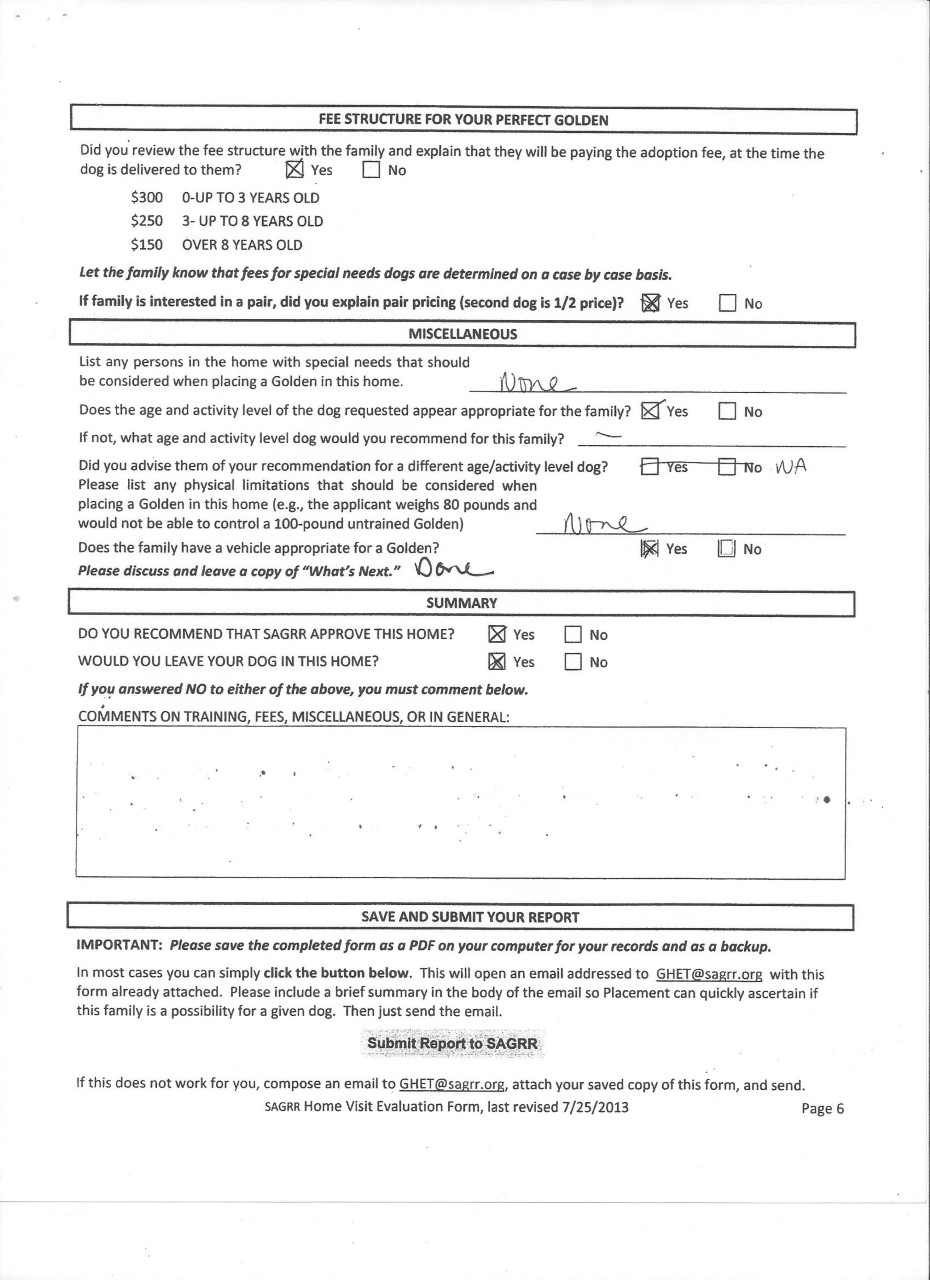 FEE STRUCTURE FOR YOUR PERFECT GOLDEN
Did you review the fee structure with the family and explain that they will be paying the adoption fee, at the time the
dog is delivered to them? ☒ Yes ☐ No
$300 0-UP TO 3 YEARS OLD
$250 3- UP TO 8 YEARS OLD
$150 OVER 8 YEARS OLD
Let the family know that fees for special needs dogs are determined on a case by case basis.
If family is interested in a pair, did you explain pair pricing (second dog is 1/2 price)? ☒ Yes ☐ No
MISCELLANEOUS
List any persons in the home with special needs that should
be considered when placing a Golden in this home. None
Does the age and activity level of the dog requested appear appropriate for the family? ☒ Yes ☐ No
If not, what age and activity level dog would you recommend for this family? —
Did you advise them of your recommendation for a different age/activity level dog? ☐ Yes ☐ No NA
Please list any physical limitations that should be considered when
placing a Golden in this home (e.g., the applicant weighs 80 pounds and
would not be able to control a 100-pound untrained Golden) None
Does the family have a vehicle appropriate for a Golden? ☒ Yes ☐ No
Please discuss and leave a copy of "What's Next." Done
SUMMARY
DO YOU RECOMMEND THAT SAGRR APPROVE THIS HOME? ☒ Yes ☐ No
WOULD YOU LEAVE YOUR DOG IN THIS HOME? ☒ Yes ☐ No
If you answered NO to either of the above, you must comment below.
COMMENTS ON TRAINING, FEES, MISCELLANEOUS, OR IN GENERAL:
SAVE AND SUBMIT YOUR REPORT
IMPORTANT: Please save the completed form as a PDF on your computer for your records and as a backup.
In most cases you can simply click the button below. This will open an email addressed to GHET@sagrr.org with this
form already attached. Please include a brief summary in the body of the email so Placement can quickly ascertain if
this family is a possibility for a given dog. Then just send the email.
Submit Report to SAGRR
If this does not work for you, compose an email to GHET@sagrr.org, attach your saved copy of this form, and send.
SAGRR Home Visit Evaluation Form, last revised 7/25/2013 Page 6